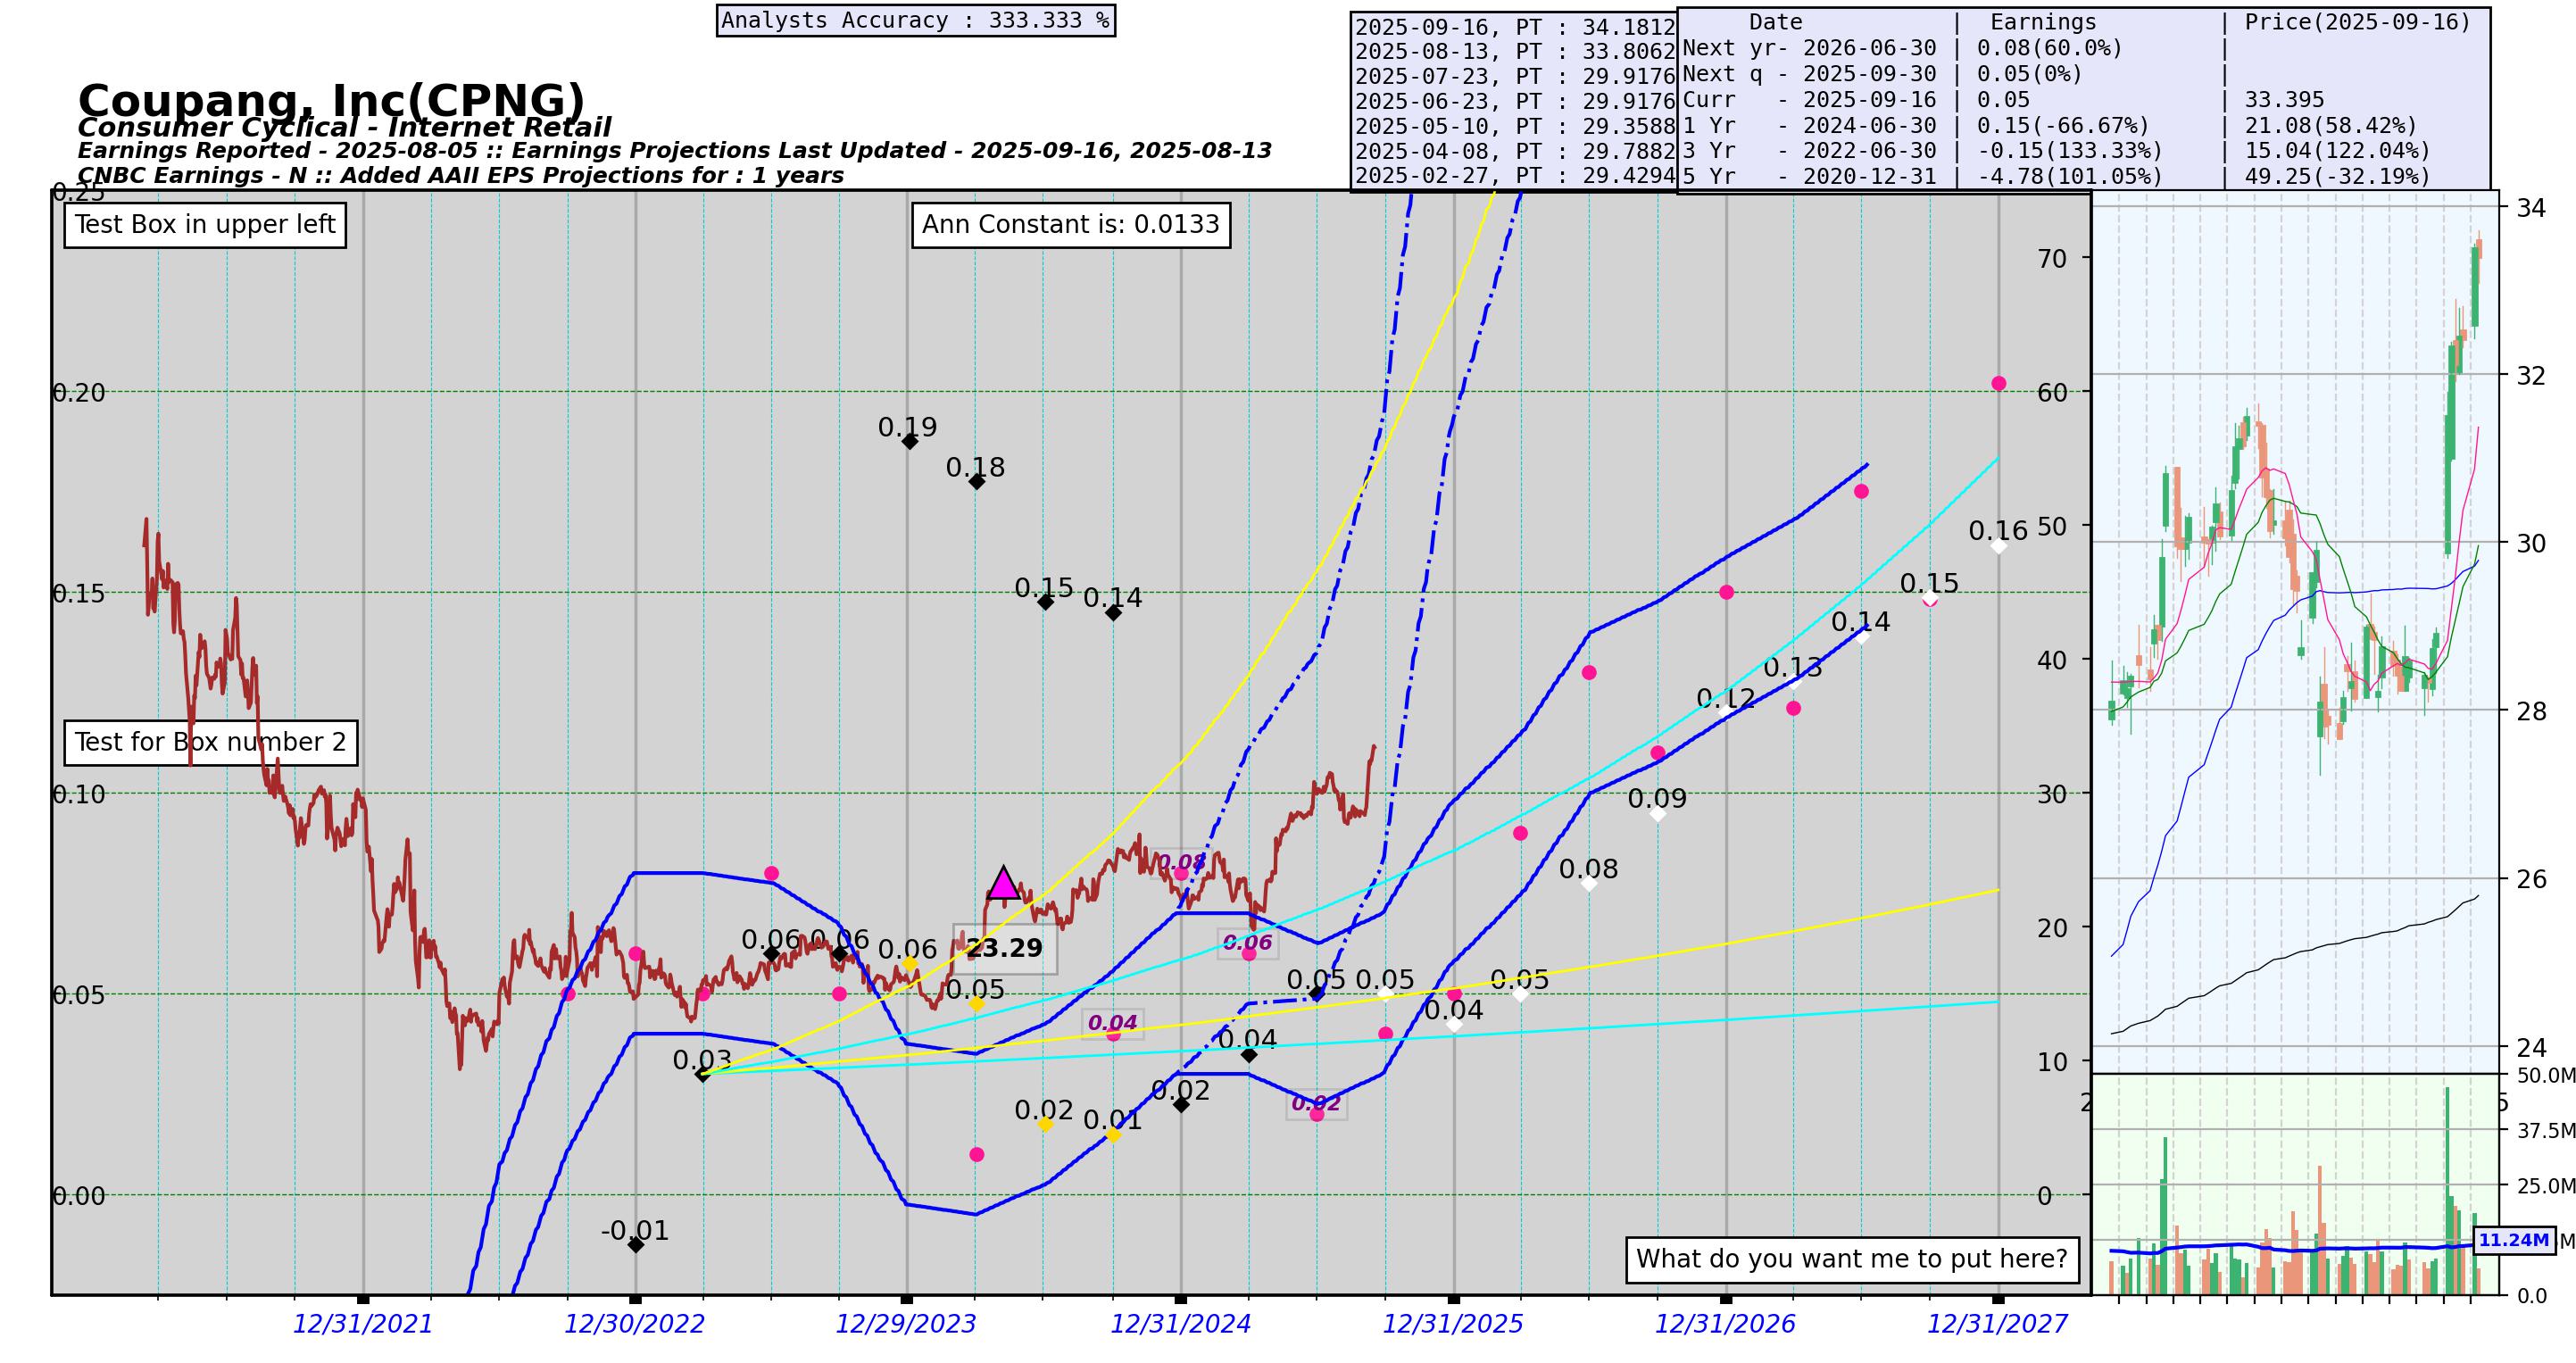 Analysts Accuracy : 333.333 %
2025-09-16, PT : 34.1812
2025-08-13, PT : 33.8062
2025-07-23, PT : 29.9176
2025-06-23, PT : 29.9176
2025-05-10, PT : 29.3588
2025-04-08, PT : 29.7882
2025-02-27, PT : 29.4294
Date | Earnings | Price(2025-09-16)
Next yr- 2026-06-30 | 0.08(60.0%) |
Next q - 2025-09-30 | 0.05(0%) |
Curr - 2025-09-16 | 0.05 | 33.395
1 Yr - 2024-06-30 | 0.15(-66.67%) | 21.08(58.42%)
3 Yr - 2022-06-30 | -0.15(133.33%) | 15.04(122.04%)
5 Yr - 2020-12-31 | -4.78(101.05%) | 49.25(-32.19%)
Coupang, Inc(CPNG)
Consumer Cyclical - Internet Retail
Earnings Reported - 2025-08-05 :: Earnings Projections Last Updated - 2025-09-16, 2025-08-13
CNBC Earnings - N :: Added AAII EPS Projections for : 1 years
0.25
0.20
0.15
0.10
0.05
0.00
Test Box in upper left
Ann Constant is: 0.0133
Test for Box number 2
What do you want me to put here?
-0.01
0.03
0.06
0.06
0.19
0.06
0.18
0.05
23.29
0.15
0.02
0.14
0.04
0.01
0.08
0.02
0.06
0.04
0.05
0.02
0.05
0.04
0.05
0.08
0.09
0.12
0.13
0.14
0.15
0.16
70
60
50
40
30
20
10
0
34
32
30
28
26
24
50.0M
37.5M
25.0M
11.24M
0.0
12/31/2021
12/30/2022
12/29/2023
12/31/2024
12/31/2025
12/31/2026
12/31/2027